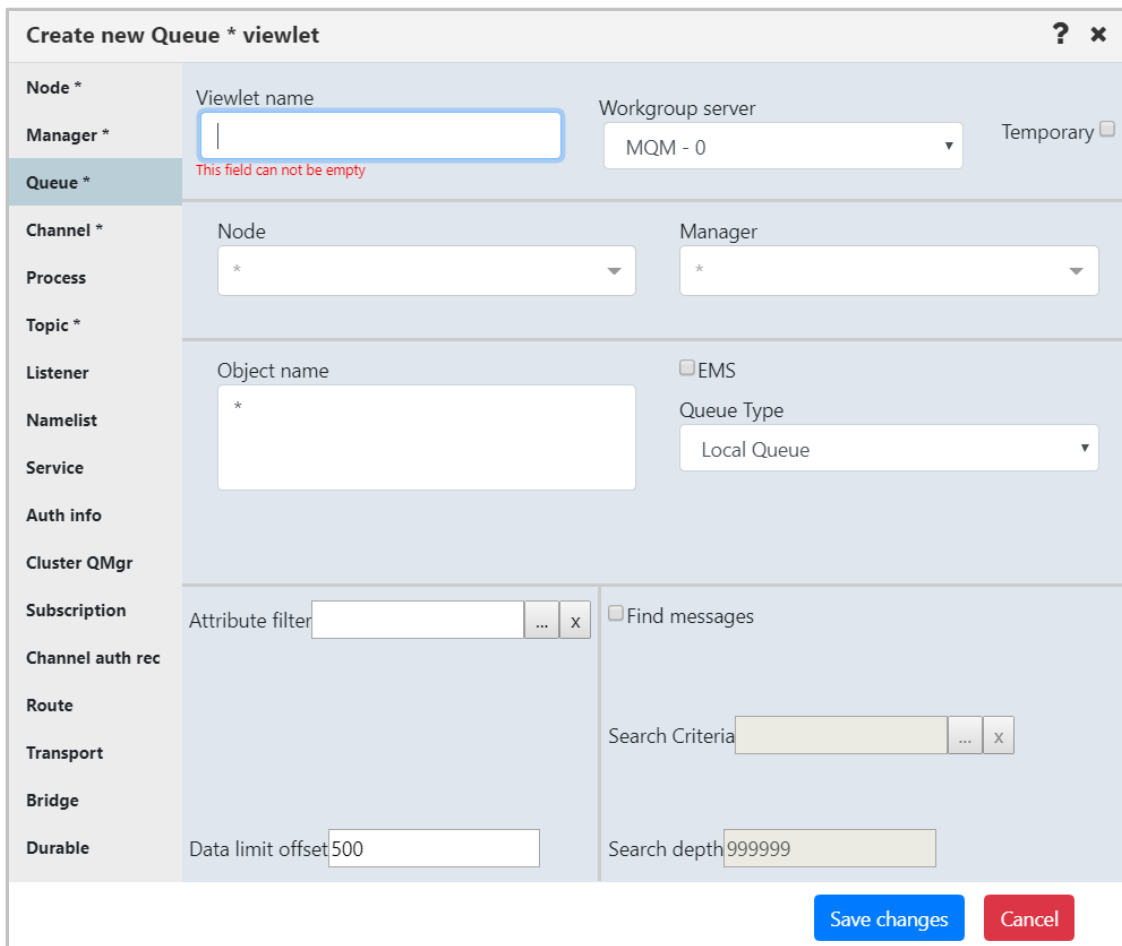 Create new Queue * viewlet ? ×
Node *
Manager *
Queue *
Channel *
Process
Topic *
Listener
Namelist
Service
Auth info
Cluster QMgr
Subscription
Channel auth rec
Route
Transport
Bridge
Durable
Viewlet name
This field can not be empty
Workgroup server
MQM - 0
Temporary
Node
*
Manager
*
Object name
*
EMS
Queue Type
Local Queue
Attribute filter ... x
Data limit offset 500
Find messages
Search Criteria ... x
Search depth 999999
Save changes Cancel